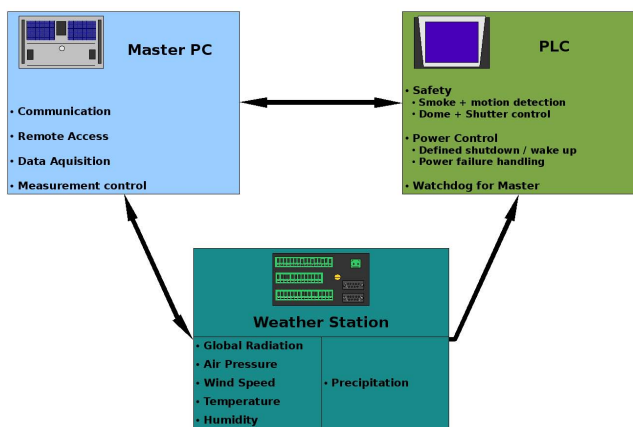 Master PC
• Communication
• Remote Access
• Data Aquisition
• Measurement control
PLC
• Safety
• Smoke + motion detection
• Dome + Shutter control
• Power Control
• Defined shutdown / wake up
• Power failure handling
• Watchdog for Master
Weather Station
• Global Radiation
• Air Pressure
• Wind Speed
• Temperature
• Humidity
• Precipitation